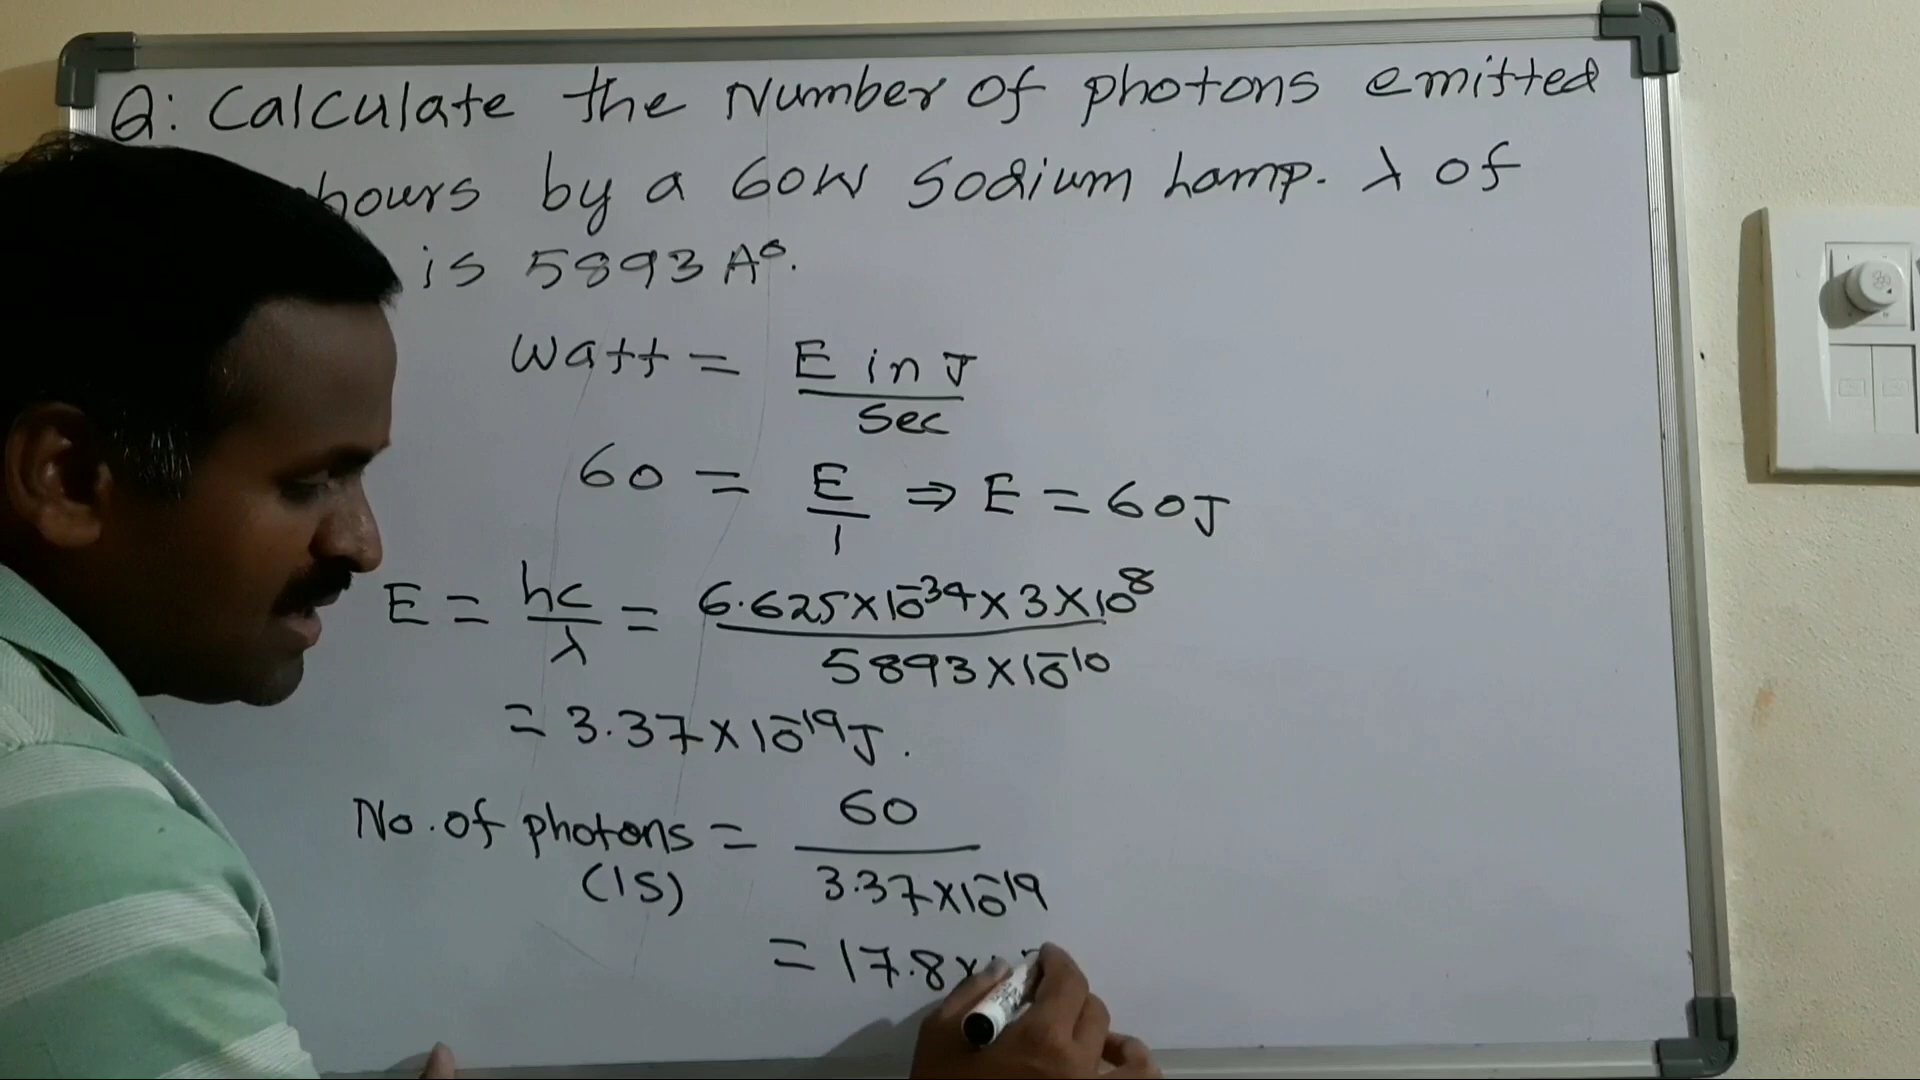 Q: Calculate the Number of photons emitted
hours by a 60W Sodium Lamp. λ of
is 5893 A°.
Watt = E in J / Sec
60 = E / 1 ⇒ E = 60J
E = hc / λ = 6.625×10⁻³⁴×3×10⁸ / 5893×10⁻¹⁰
= 3.37×10⁻¹⁹J.
No. of photons (1S) = 60 / 3.37×10⁻¹⁹
= 17.8×